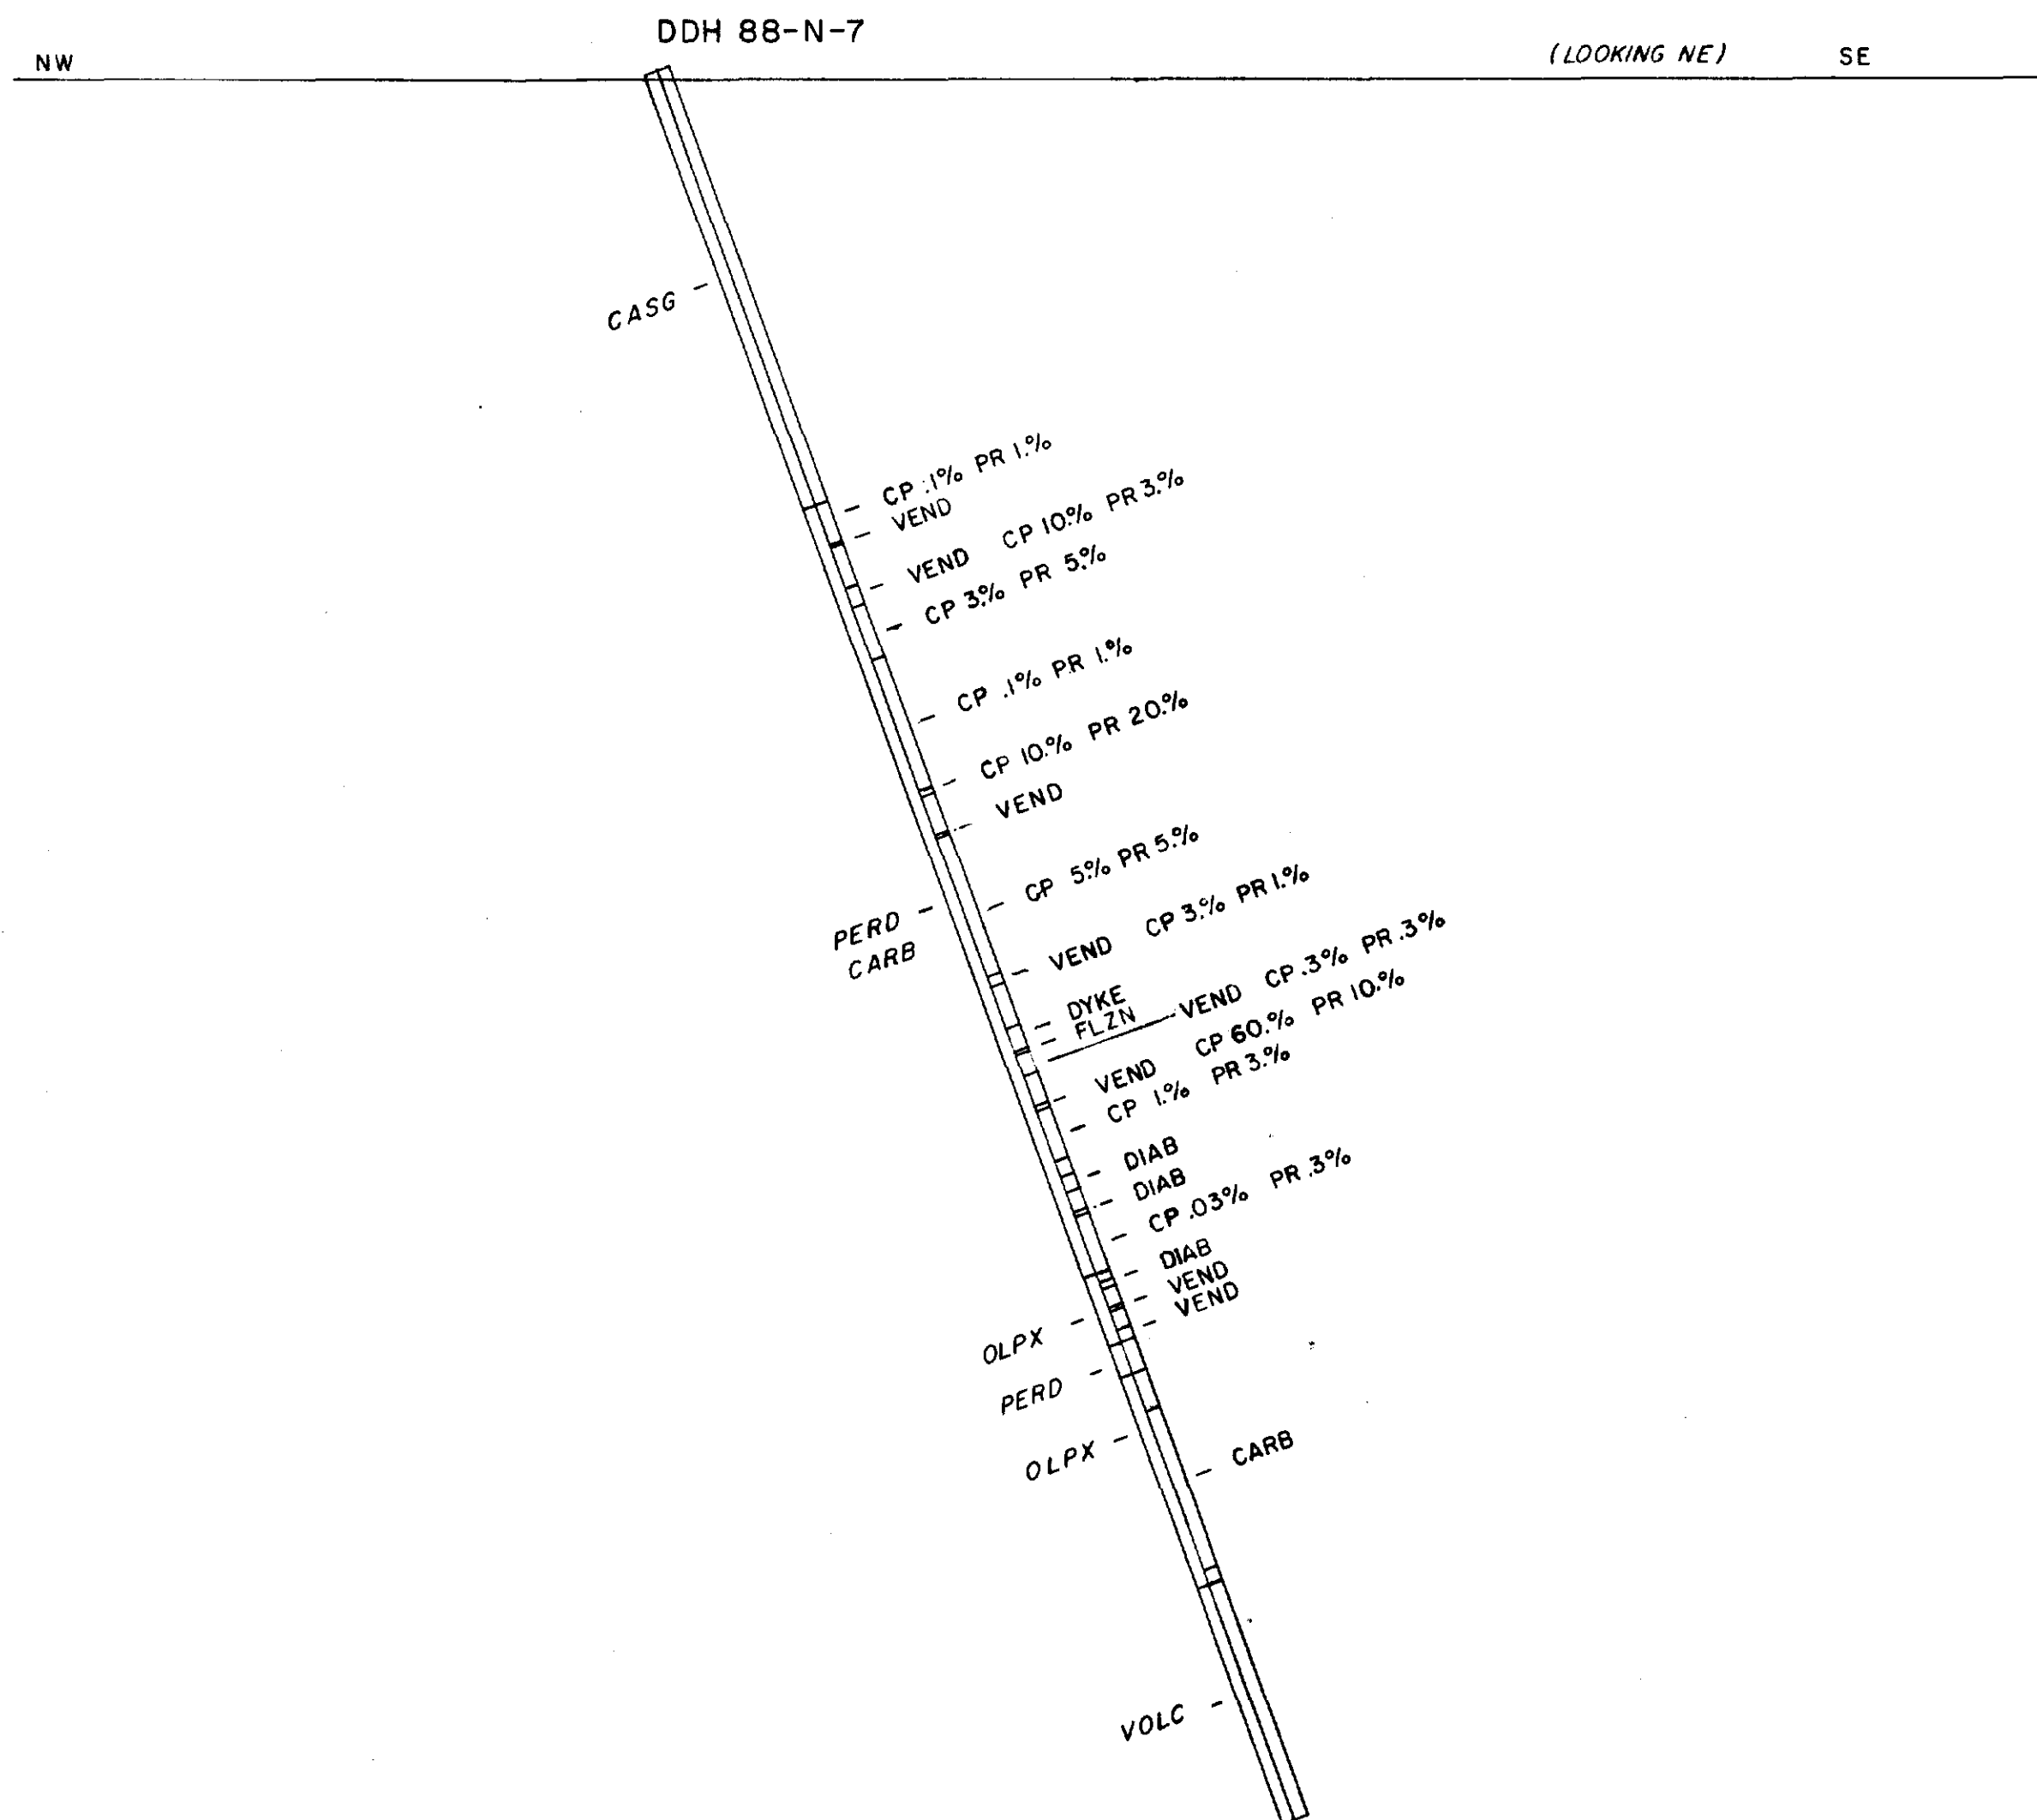 DDH 88-N-7
NW
(LOOKING NE)
SE
CASG
CP .1% PR 1.%
VEND
VEND CP 10.% PR 3.%
CP 3.% PR 5.%
CP .1% PR 1.%
CP 10.% PR 20.%
VEND
CP 5.% PR 5.%
PERD
CARB
VEND CP 3.% PR 1.%
DYKE
FLZN
VEND CP .3% PR .3%
VEND CP 60.% PR 10.%
CP 1.% PR 3.%
DIAB
DIAB
CP .03% PR .3%
DIAB
VEND
VEND
OLPX
PERD
OLPX
CARB
VOLC